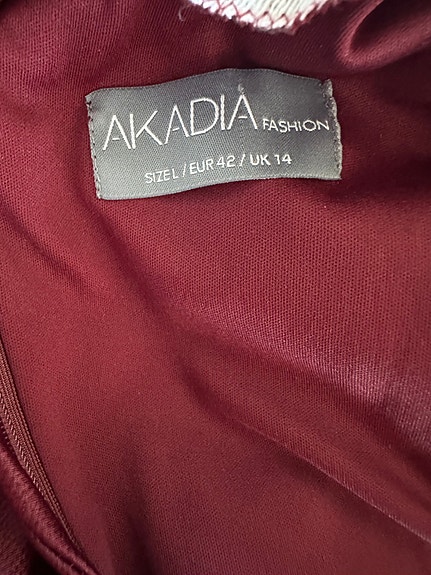 AKADIA FASHION
SIZE L / EUR 42 / UK 14